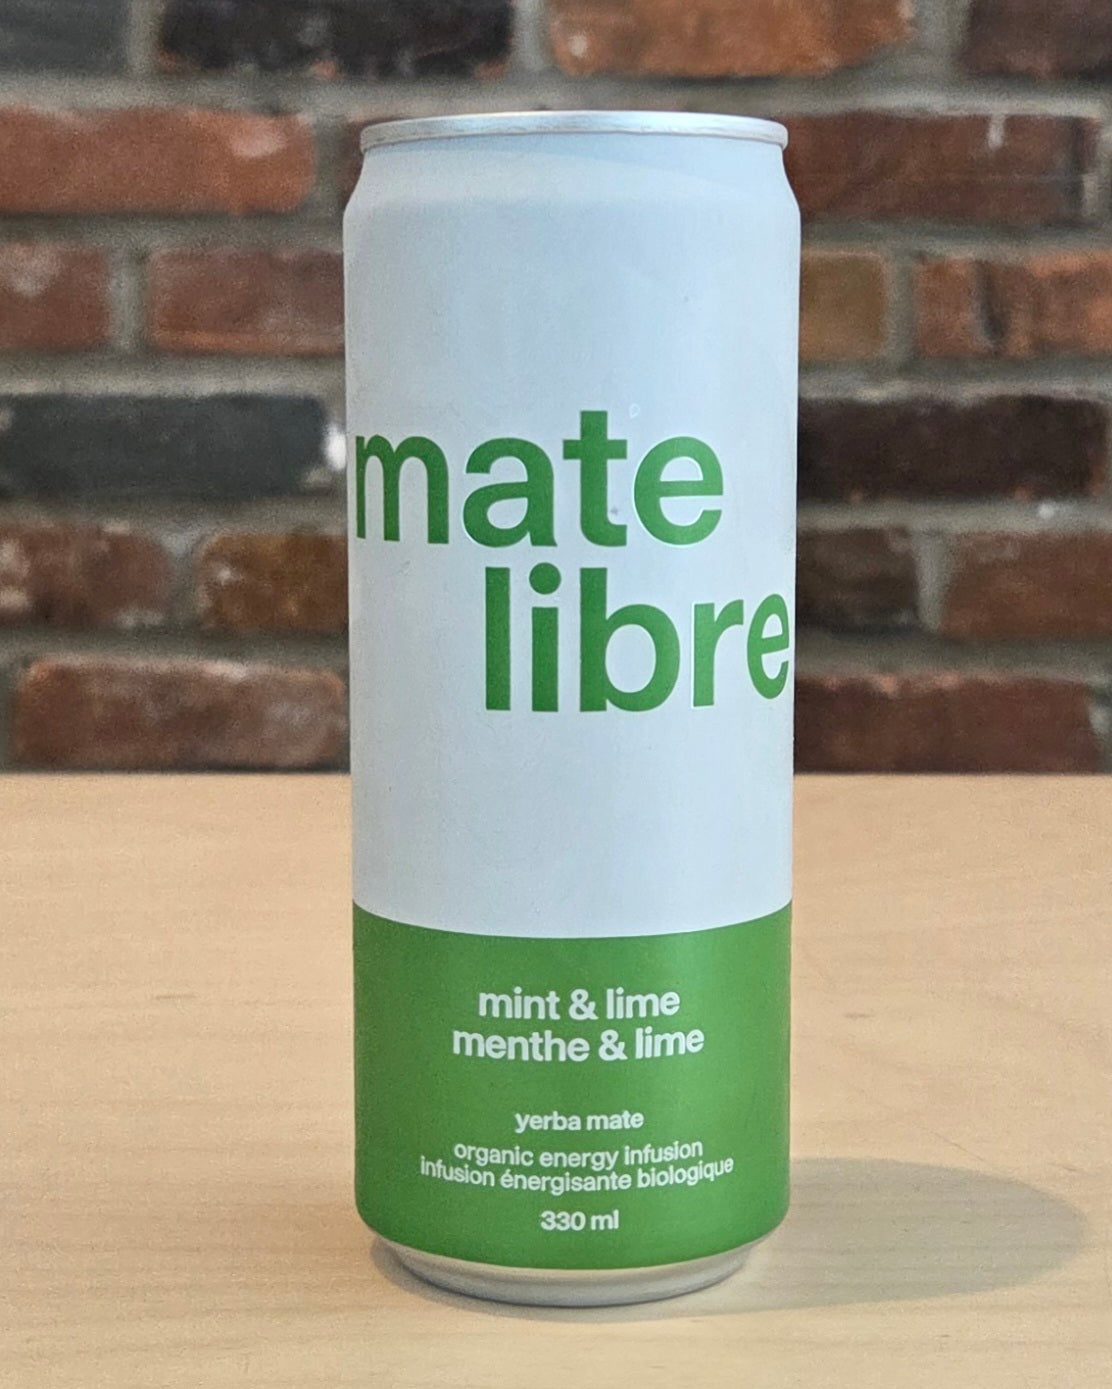 mate
libre
mint & lime
menthe & lime
yerba mate
organic energy infusion
infusion énergisante biologique
330 ml